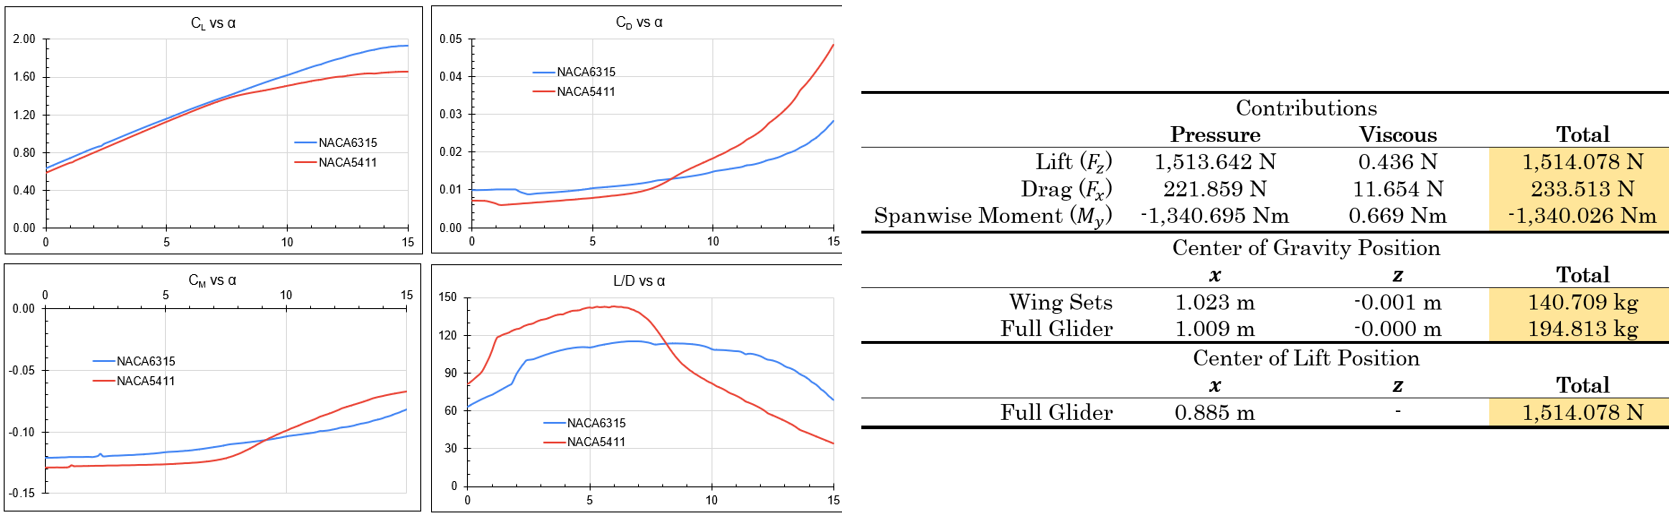 C_L vs α
2.00
1.60
1.20
0.80
0.40
0.00
0 5 10 15
NACA6315
NACA5411
C_D vs α
0.05
0.04
0.03
0.02
0.01
0.00
0 5 10 15
NACA6315
NACA5411
C_M vs α
0 5 10 15
0.00
-0.05
-0.10
-0.15
NACA6315
NACA5411
L/D vs α
150
120
90
60
30
0
0 5 10 15
NACA6315
NACA5411
Contributions
Pressure Viscous Total
Lift (F_z) 1,513.642 N 0.436 N 1,514.078 N
Drag (F_x) 221.859 N 11.654 N 233.513 N
Spanwise Moment (M_y) -1,340.695 Nm 0.669 Nm -1,340.026 Nm
Center of Gravity Position
x z Total
Wing Sets 1.023 m -0.001 m 140.709 kg
Full Glider 1.009 m -0.000 m 194.813 kg
Center of Lift Position
x z Total
Full Glider 0.885 m - 1,514.078 N